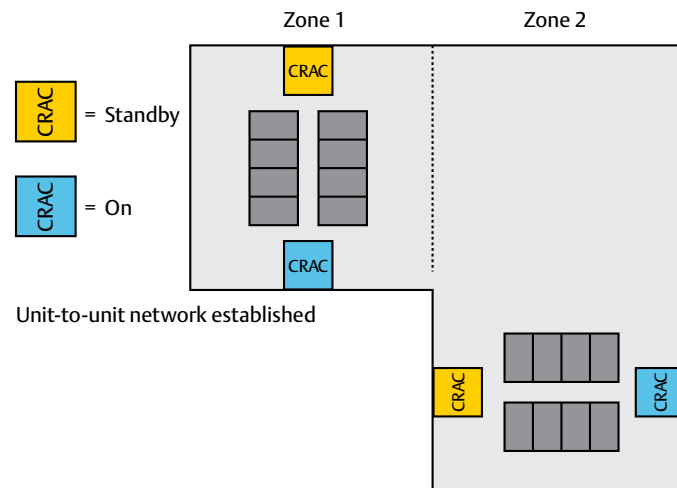 Zone 1
Zone 2
CRAC
CRAC
= Standby
CRAC
= On
CRAC
Unit-to-unit network established
CRAC
CRAC